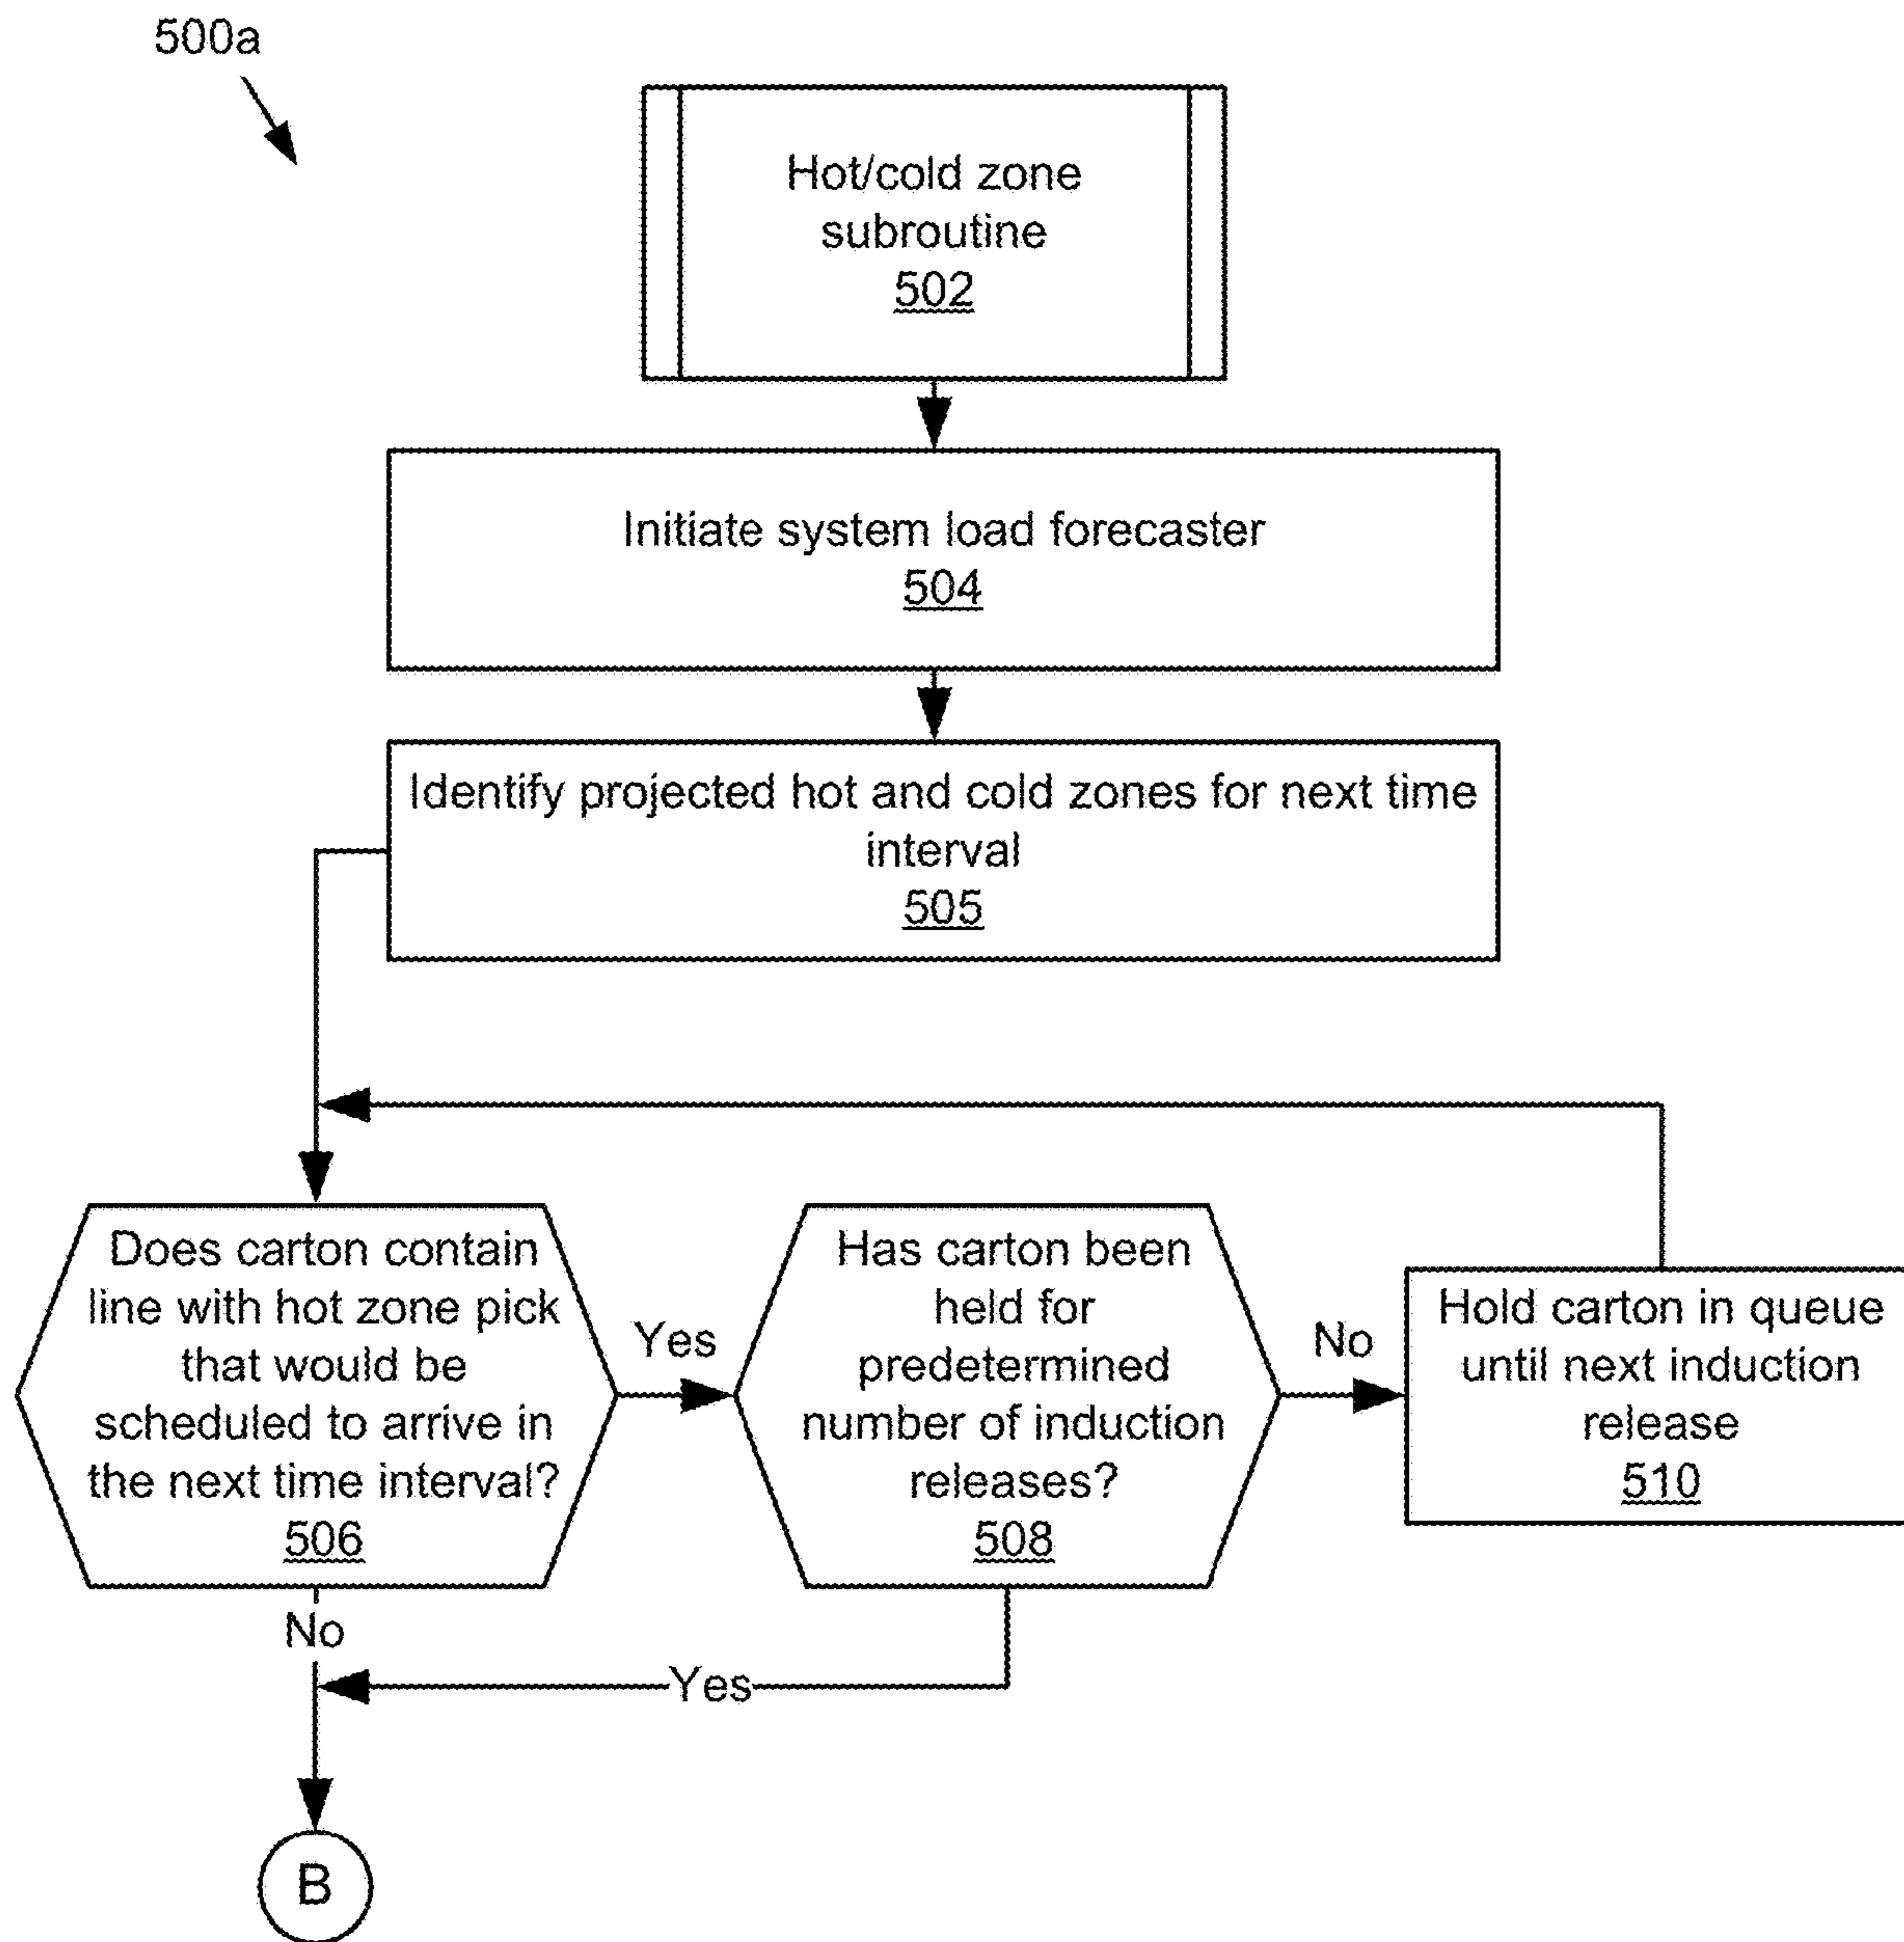 500a
Hot/cold zone
subroutine
502
Initiate system load forecaster
504
Identify projected hot and cold zones for next time
interval
505
Does carton contain
line with hot zone pick
that would be
scheduled to arrive in
the next time interval?
506
Yes
Has carton been
held for
predetermined
number of induction
releases?
508
No
Hold carton in queue
until next induction
release
510
No
Yes
B